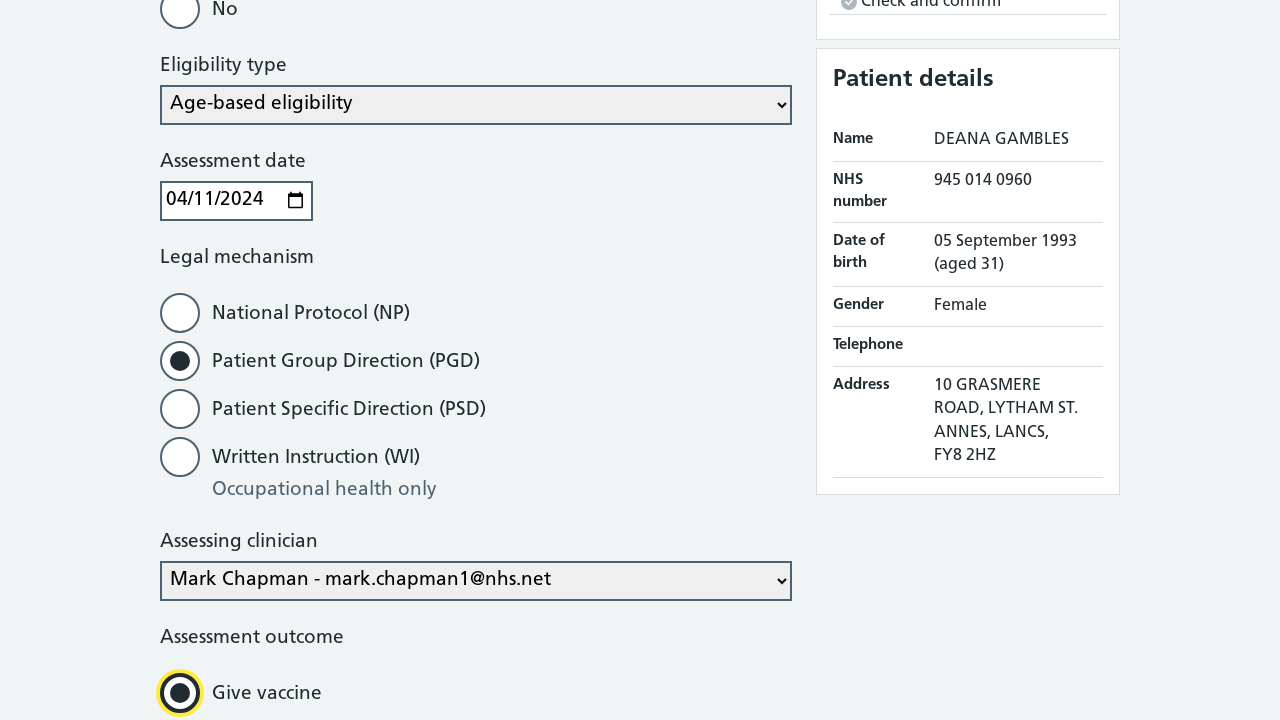 No
Eligibility type
Age-based eligibility
Assessment date
04/11/2024
Legal mechanism
National Protocol (NP)
Patient Group Direction (PGD)
Patient Specific Direction (PSD)
Written Instruction (WI)
Occupational health only
Assessing clinician
Mark Chapman - mark.chapman1@nhs.net
Assessment outcome
Give vaccine
Check and confirm
Patient details
Name DEANA GAMBLES
NHS number 945 014 0960
Date of birth 05 September 1993 (aged 31)
Gender Female
Telephone
Address 10 GRASMERE
ROAD, LYTHAM ST.
ANNES, LANCS,
FY8 2HZ